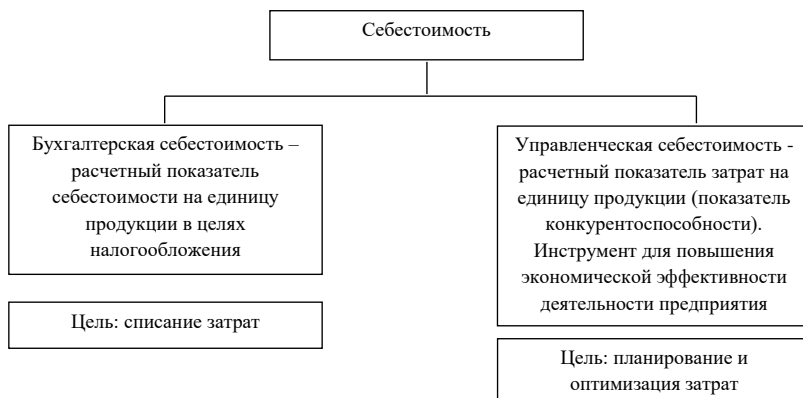 Себестоимость
Бухгалтерская себестоимость –
расчетный показатель
себестоимости на единицу
продукции в целях
налогообложения
Цель: списание затрат
Управленческая себестоимость -
расчетный показатель затрат на
единицу продукции (показатель
конкурентоспособности).
Инструмент для повышения
экономической эффективности
деятельности предприятия
Цель: планирование и
оптимизация затрат